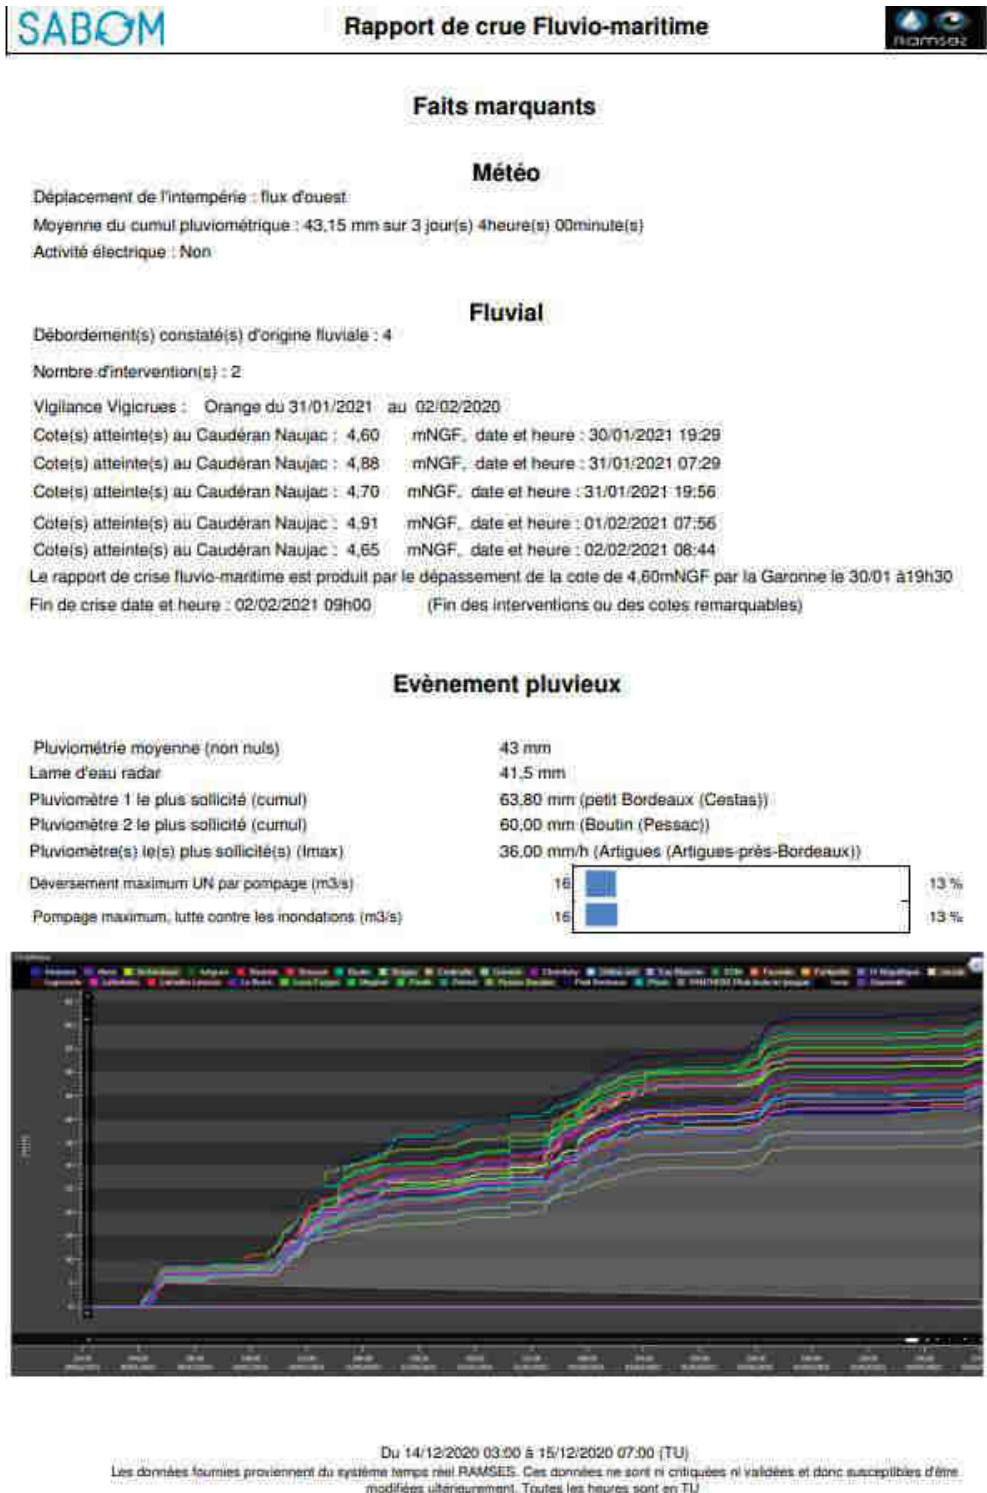 SABOM
Rapport de crue Fluvio-maritime
ramses
Faits marquants
Météo
Déplacement de l'intempérie : flux d'ouest
Moyenne du cumul pluviométrique : 43,15 mm sur 3 jour(s) 4heure(s) 00minute(s)
Activité électrique : Non
Fluvial
Débordement(s) constaté(s) d'origine fluviale : 4
Nombre d'intervention(s) : 2
Vigilance Vigicrues : Orange du 31/01/2021 au 02/02/2020
Cote(s) atteinte(s) au Caudéran Naujac : 4,60 mNGF, date et heure : 30/01/2021 19:29
Cote(s) atteinte(s) au Caudéran Naujac : 4,88 mNGF, date et heure : 31/01/2021 07:29
Cote(s) atteinte(s) au Caudéran Naujac : 4,70 mNGF, date et heure : 31/01/2021 19:56
Cote(s) atteinte(s) au Caudéran Naujac : 4,91 mNGF, date et heure : 01/02/2021 07:56
Cote(s) atteinte(s) au Caudéran Naujac : 4,65 mNGF, date et heure : 02/02/2021 08:44
Le rapport de crise fluvio-maritime est produit par le dépassement de la cote de 4,60mNGF par la Garonne le 30/01 à19h30
Fin de crise date et heure : 02/02/2021 09h00 (Fin des interventions ou des cotes remarquables)
Evènement pluvieux
Pluviométrie moyenne (non nuls) 43 mm
Lame d'eau radar 41,5 mm
Pluviomètre 1 le plus sollicité (cumul) 63,80 mm (petit Bordeaux (Cestas))
Pluviomètre 2 le plus sollicité (cumul) 60,00 mm (Boutin (Pessac))
Pluviomètre(s) le(s) plus sollicité(s) (Imax) 36,00 mm/h (Artigues (Artigues-près-Bordeaux))
Déversement maximum UN par pompage (m3/s) 16 13 %
Pompage maximum, lutte contre les inondations (m3/s) 16 13 %
Du 14/12/2020 03:00 à 15/12/2020 07:00 (TU)
Les données fournies proviennent du système temps réel RAMSES. Ces données ne sont ni critiquées ni validées et donc susceptibles d'être
modifiées ultérieurement. Toutes les heures sont en TU